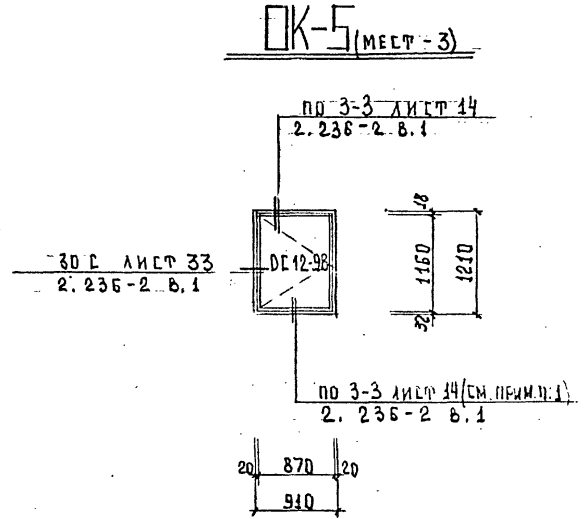 ОК-5 (МЕСТ-3)
ПО 3-3 ЛИСТ 14
2.236-2 В.1
30С ЛИСТ 33
2.236-2 В.1
ОС12-9В
18
1160
1210
32
ПО 3-3 ЛИСТ 14 (СМ. ПРИМ.П.1)
2.236-2 В.1
20 870 20
910